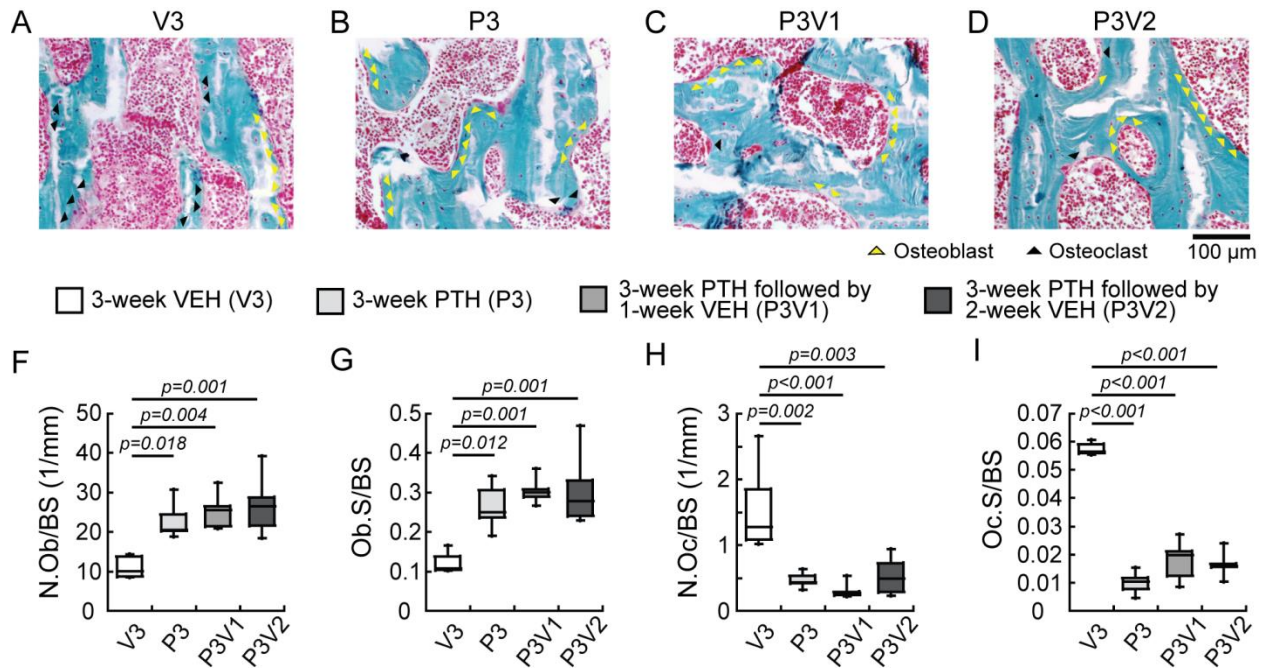 A V3 B P3 C P3V1 D P3V2
Osteoblast Osteoclast 100 µm
3-week VEH (V3) 3-week PTH (P3) 3-week PTH followed by 1-week VEH (P3V1) 3-week PTH followed by 2-week VEH (P3V2)
F
p=0.001
p=0.004
p=0.018
N.Ob/BS (1/mm)
50
40
30
20
10
0
V3 P3 P3V1 P3V2
G
p=0.001
p=0.001
p=0.012
Ob.S/BS
0.5
0.4
0.3
0.2
0.1
0
V3 P3 P3V1 P3V2
H
p=0.003
p<0.001
p=0.002
N.Oc/BS (1/mm)
3
2
1
0
V3 P3 P3V1 P3V2
I
p<0.001
p<0.001
p<0.001
Oc.S/BS
0.07
0.06
0.05
0.04
0.03
0.02
0.01
0
V3 P3 P3V1 P3V2